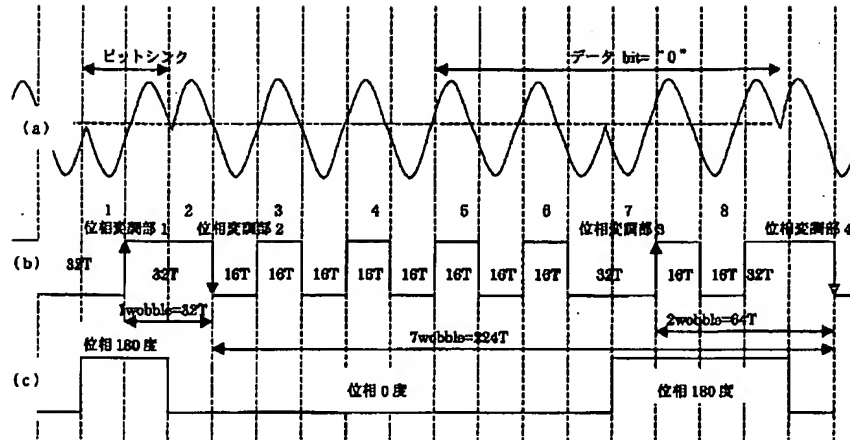 ビットシンク データ bit= "0"
(a)
1 2 3 4 5 6 7 8
位相変調部 1 位相変調部 2 位相変調部 3 位相変調部 4
(b) 32T 32T 16T 16T 16T 16T 16T 16T 16T 16T 32T 16T 16T 32T
1wobble=32T 2wobble=64T
7wobble=224T
位相 180 度
(c) 位相 0 度 位相 180 度